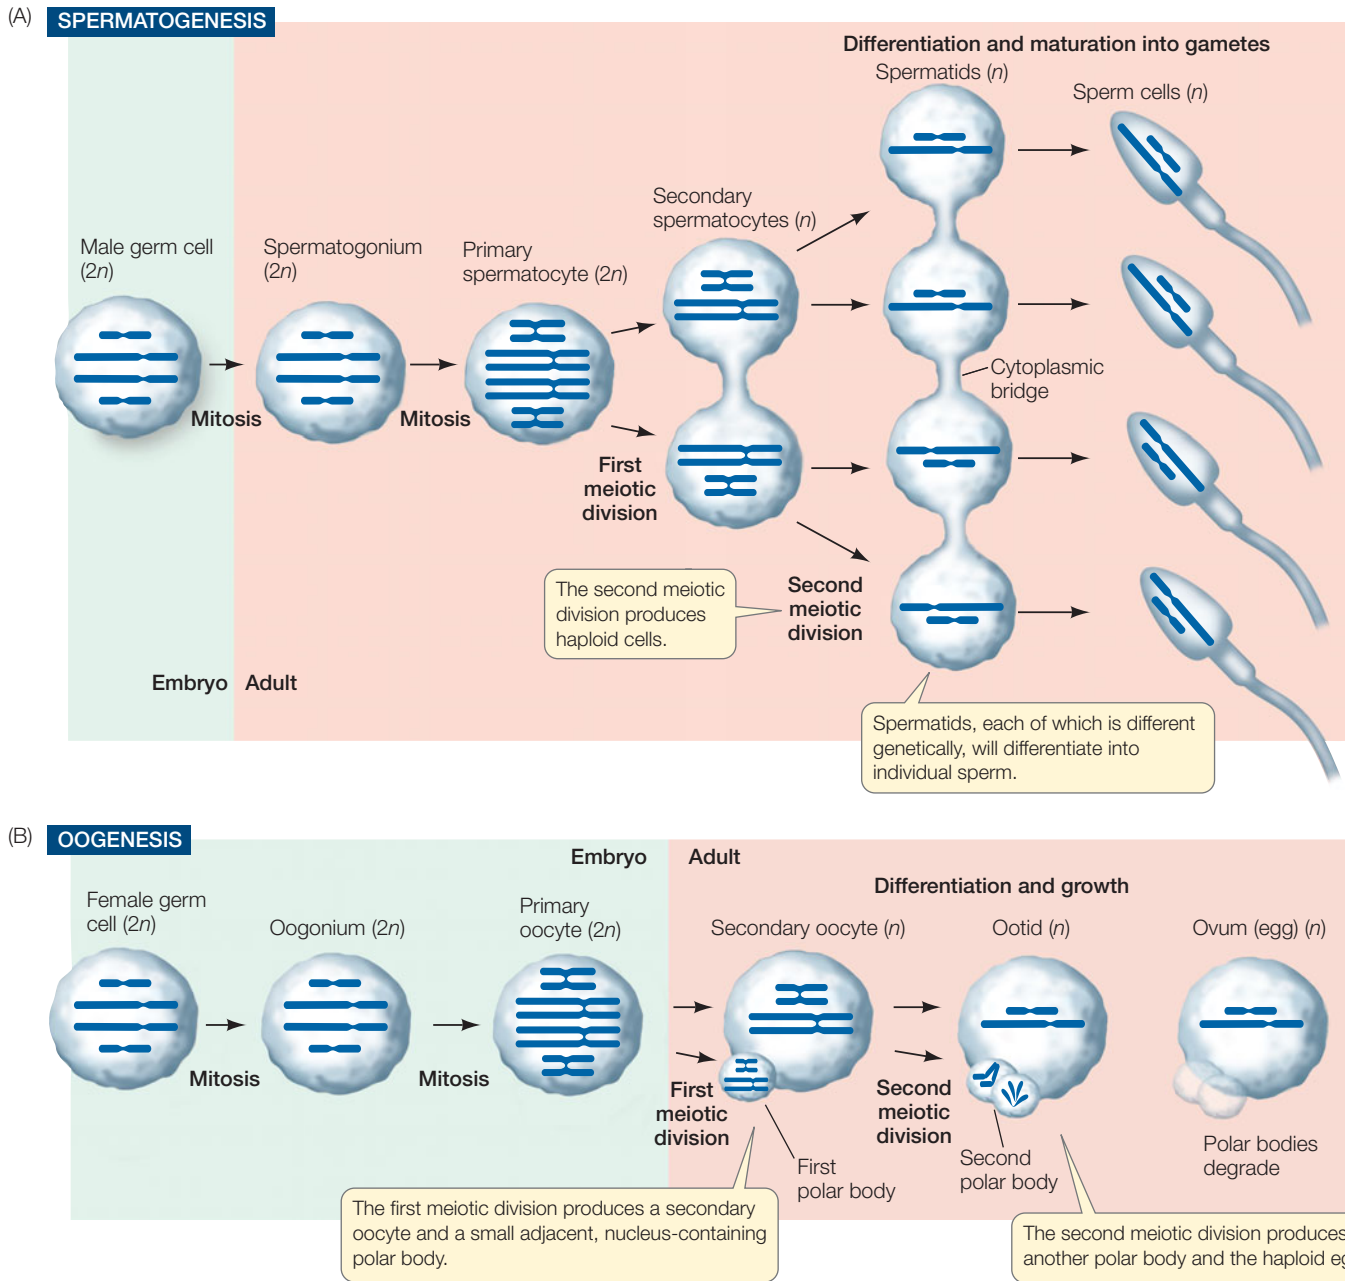 (A)
SPERMATOGENESIS
Differentiation and maturation into gametes
Spermatids (n)
Sperm cells (n)
Secondary
spermatocytes (n)
Male germ cell
(2n)
Spermatogonium
(2n)
Primary
spermatocyte (2n)
Cytoplasmic
bridge
Mitosis
Mitosis
First
meiotic
division
The second meiotic
division produces
haploid cells.
Second
meiotic
division
Embryo
Adult
Spermatids, each of which is different
genetically, will differentiate into
individual sperm.
(B)
OOGENESIS
Embryo
Adult
Differentiation and growth
Female germ
cell (2n)
Oogonium (2n)
Primary
oocyte (2n)
Secondary oocyte (n)
Ootid (n)
Ovum (egg) (n)
Mitosis
Mitosis
First
meiotic
division
Second
meiotic
division
First
polar body
Second
polar body
Polar bodies
degrade
The first meiotic division produces a secondary
oocyte and a small adjacent, nucleus-containing
polar body.
The second meiotic division produces
another polar body and the haploid